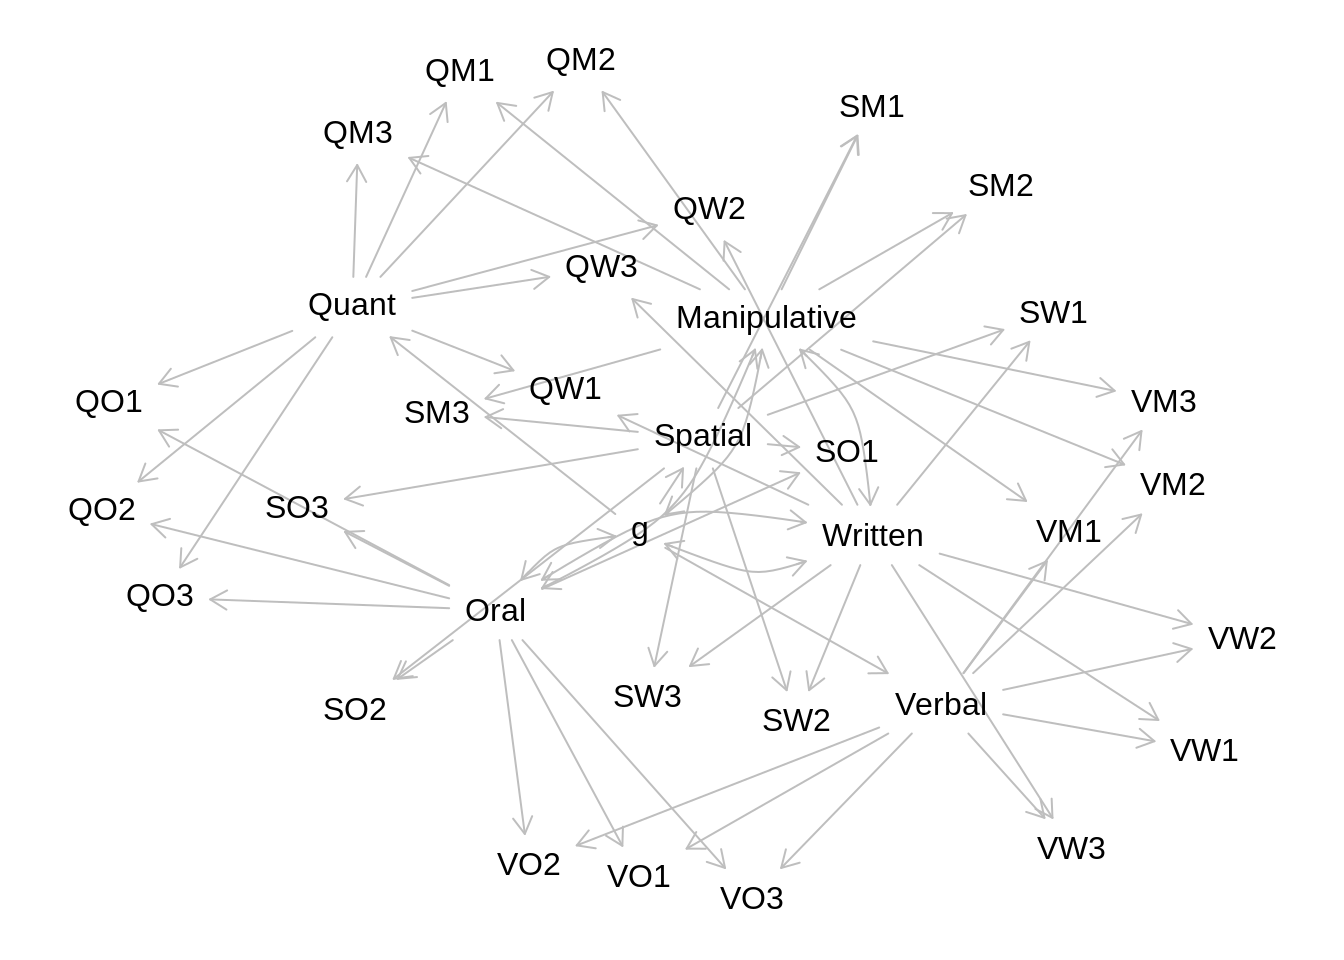 QM2
QM1
SM1
QM3
SM2
QW2
QW3
Quant
SW1
Manipulative
QW1
QO1
VM3
SM3
Spatial
SO1
VM2
SO3
QO2
g
VM1
Written
QO3
Oral
VW2
SW3
Verbal
SO2
SW2
VW1
VW3
VO2
VO1
VO3